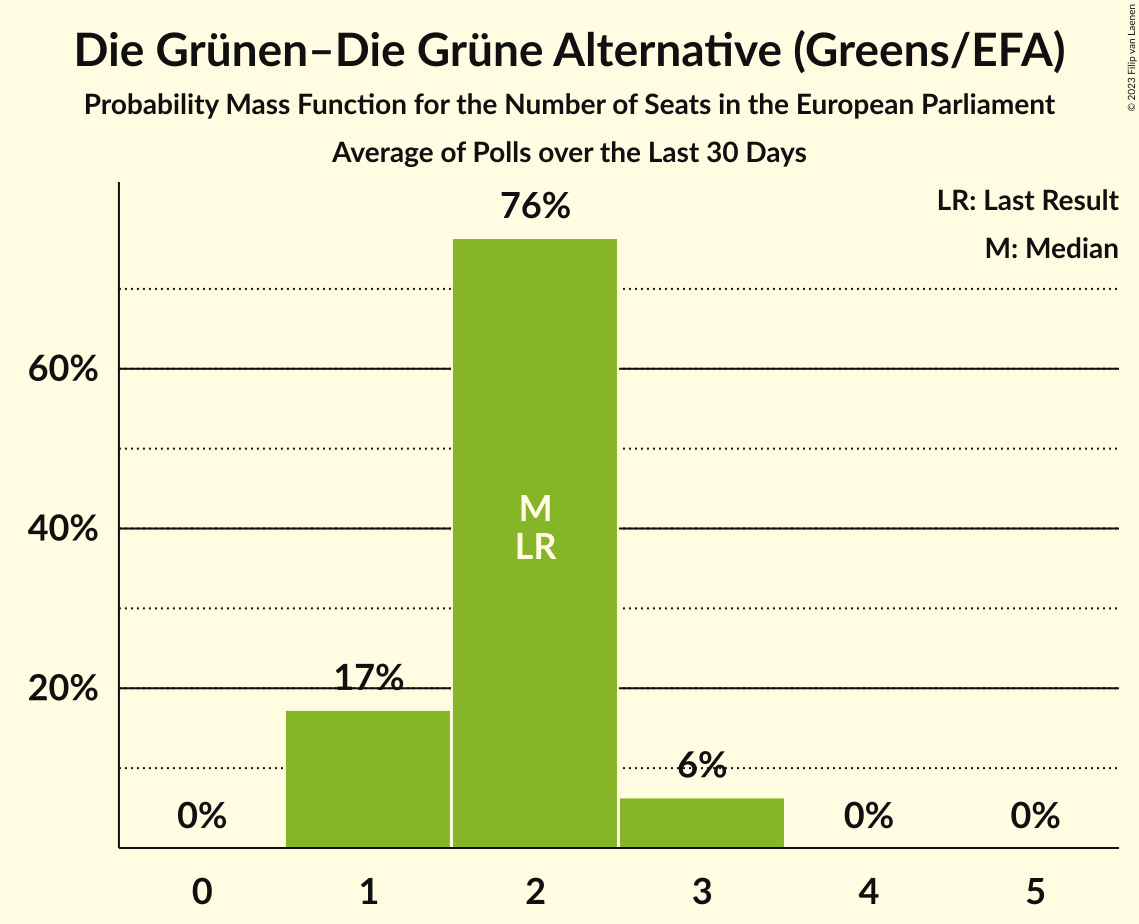 Die Grünen–Die Grüne Alternative (Greens/EFA)
Probability Mass Function for the Number of Seats in the European Parliament
Average of Polls over the Last 30 Days
© 2023 Filip van Laenen
LR: Last Result
M: Median
76%
60%
M
40%
LR
17%
20%
6%
0%
0%
0%
0 1 2 3 4 5